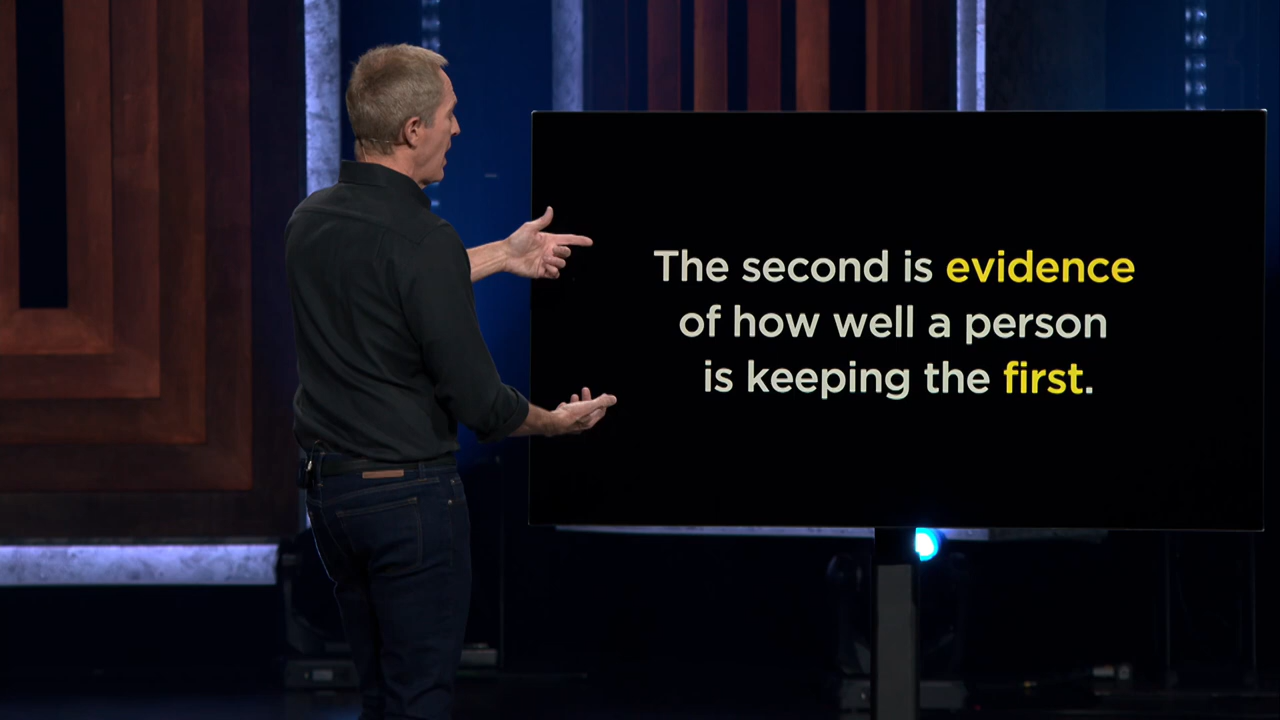 The second is evidence
of how well a person
is keeping the first.